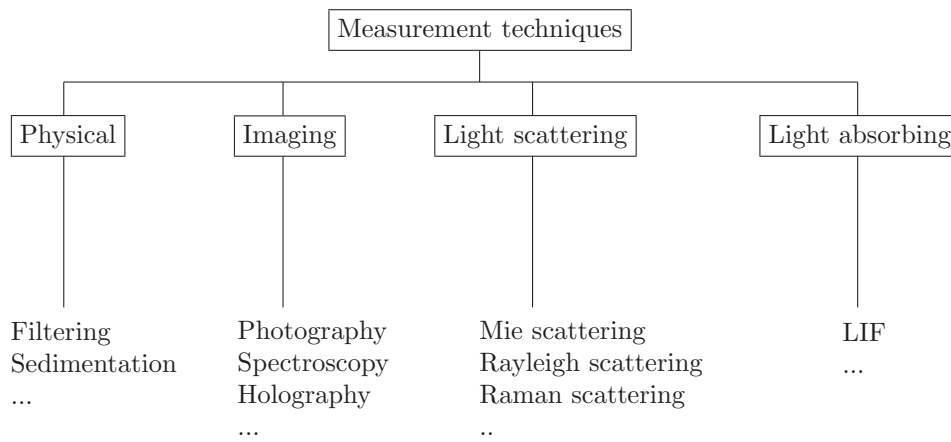 Measurement techniques
Physical
Imaging
Light scattering
Light absorbing
Filtering
Sedimentation
...
Photography
Spectroscopy
Holography
...
Mie scattering
Rayleigh scattering
Raman scattering
..
LIF
...